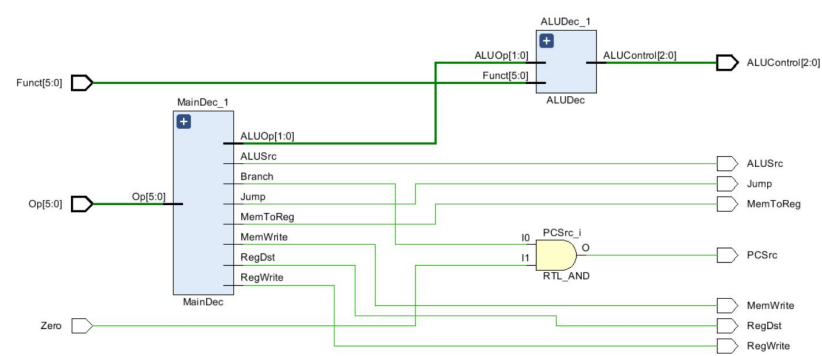 ALUDec_1
ALUOp[1:0] ALUControl[2:0] ALUControl[2:0]
Funct[5:0] Funct[5:0]
ALUDec
MainDec_1
ALUOp[1:0]
ALUSrc ALUSrc
Branch
Jump Jump
Op[5:0] Op[5:0]
MemToReg MemToReg
MemWrite
I0 PCSrc_i O
RegDst
I1 PCSrc
RegWrite
RTL_AND
MainDec
MemWrite
Zero RegDst
RegWrite